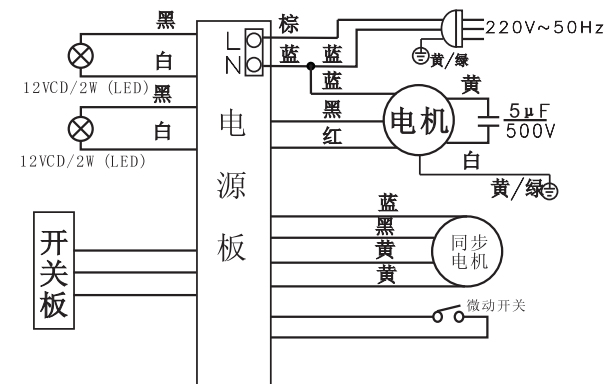 黑
白
12VCD/2W (LED)
黑
白
12VCD/2W (LED)
开关板
电源板
L
N
棕
蓝 蓝
220V~50Hz
黄/绿
蓝
黑
红
电机
黄
5μF
500V
白
黄/绿
蓝
黑
黄
黄
同步
电机
微动开关